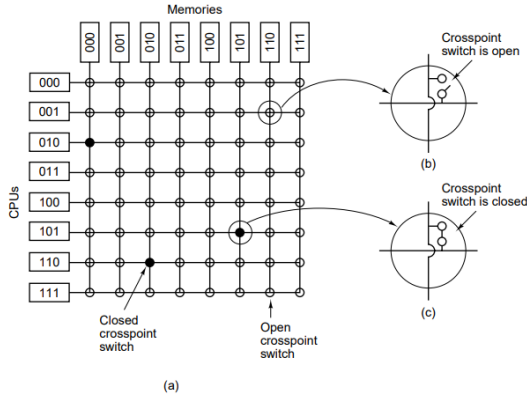 Memories
000 001 010 011 100 101 110 111
000
001
010
011
100
101
110
111
CPUs
Closed
crosspoint
switch
Open
crosspoint
switch
(a)
Crosspoint
switch is open
(b)
Crosspoint
switch is closed
(c)